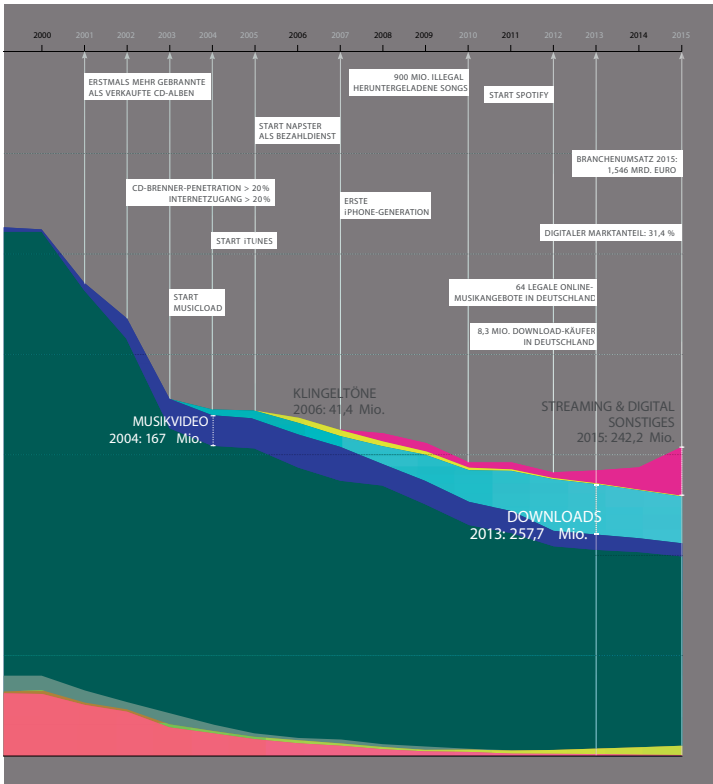 2000 2001 2002 2003 2004 2005 2006 2007 2008 2009 2010 2011 2012 2013 2014 2015
ERSTMALS MEHR GEBRANNTE
ALS VERKAUFTE CD-ALBEN
900 MIO. ILLEGAL
HERUNTERGELADENE SONGS
START SPOTIFY
START NAPSTER
ALS BEZAHLDIENST
BRANCHENUMSATZ 2015:
1,546 MRD. EURO
CD-BRENNER-PENETRATION > 20%
INTERNETZUGANG > 20%
ERSTE
iPHONE-GENERATION
START iTUNES
DIGITALER MARKTANTEIL: 31,4 %
START
MUSICLOAD
64 LEGALE ONLINE-
MUSIKANGEBOTE IN DEUTSCHLAND
8,3 MIO. DOWNLOAD-KÄUFER
IN DEUTSCHLAND
KLINGELTÖNE
2006: 41,4 Mio.
MUSIKVIDEO
2004: 167 Mio.
STREAMING & DIGITAL
SONSTIGES
2015: 242,2 Mio.
DOWNLOADS
2013: 257,7 Mio.